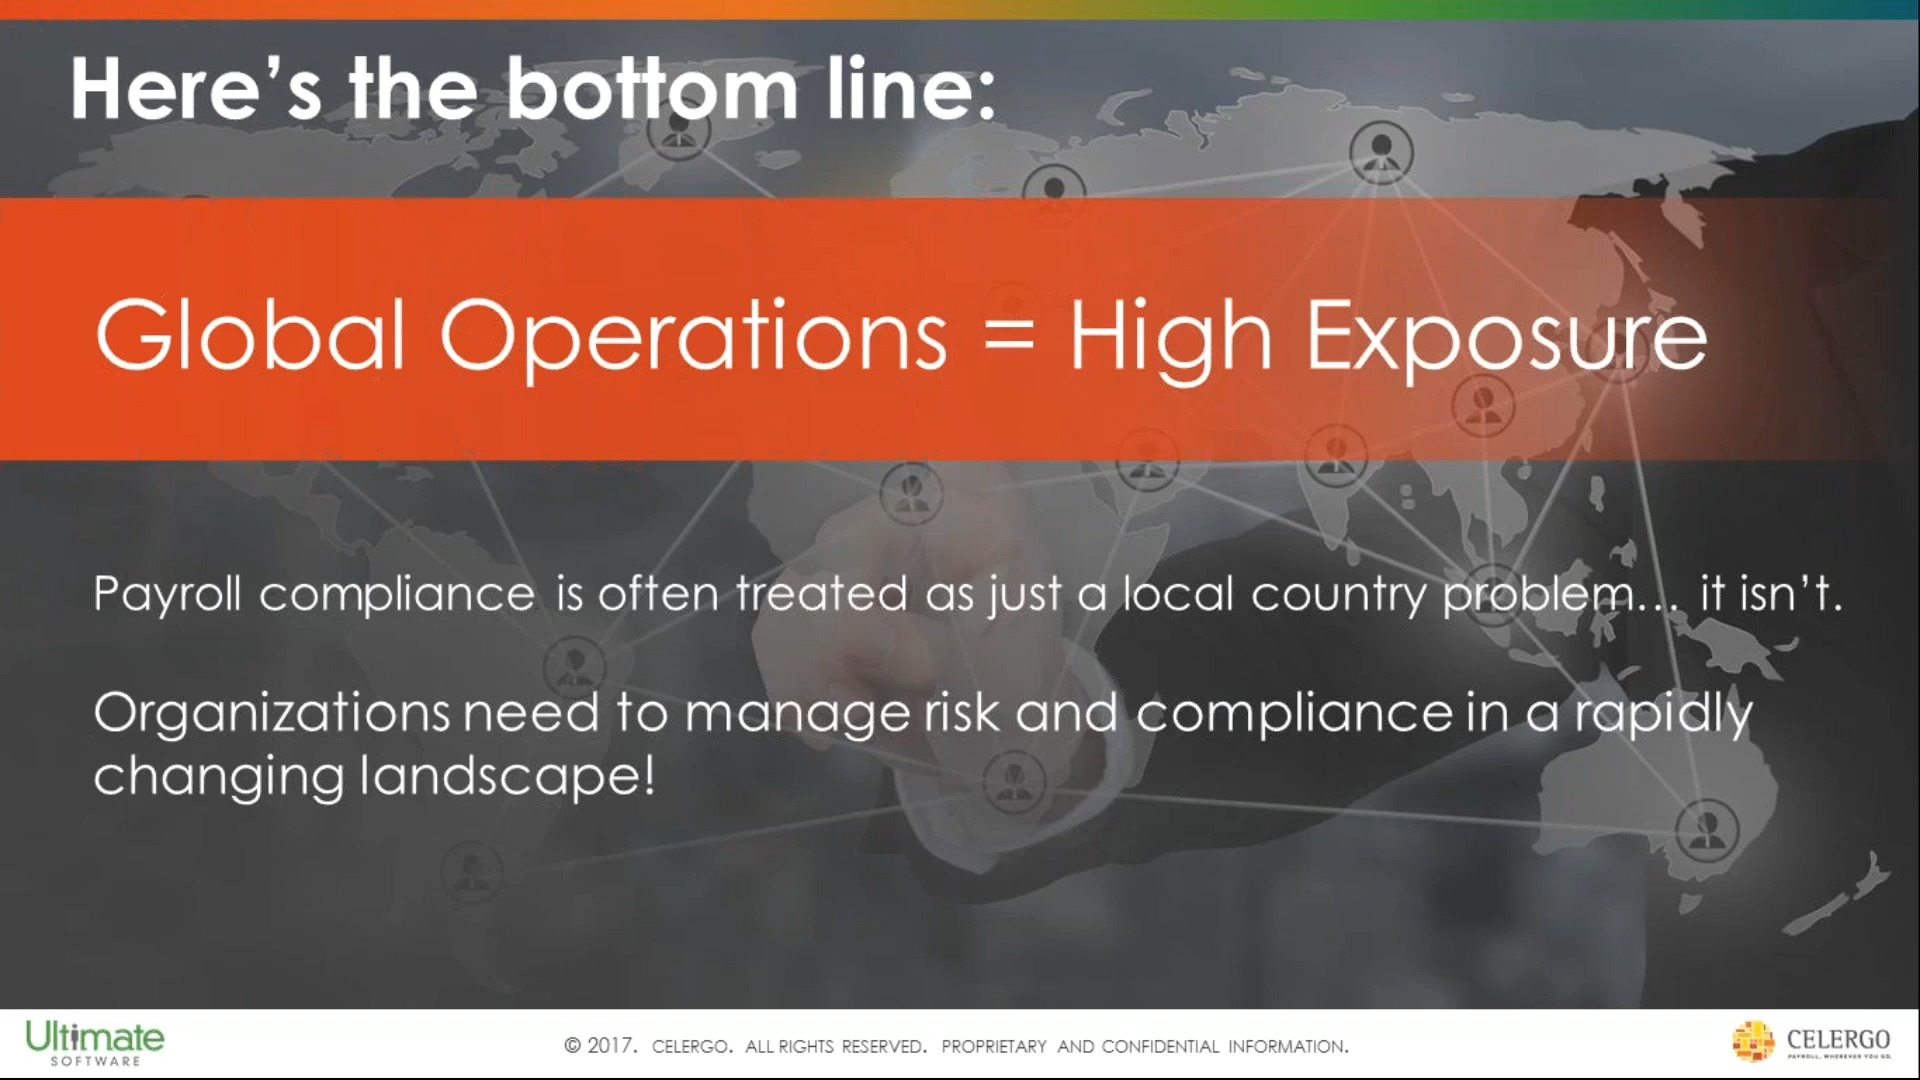 Here’s the bottom line:
Global Operations = High Exposure
Payroll compliance is often treated as just a local country problem... it isn’t.
Organizations need to manage risk and compliance in a rapidly
changing landscape!
Ultimate
SOFTWARE
© 2017. CELERGO. ALL RIGHTS RESERVED. PROPRIETARY AND CONFIDENTIAL INFORMATION.
CELERGO
PAYROLL. WHEREVER YOU GO.